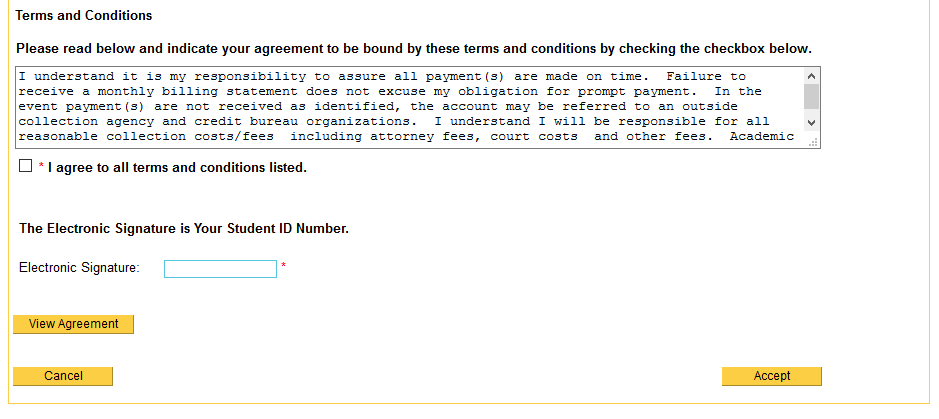 Terms and Conditions
Please read below and indicate your agreement to be bound by these terms and conditions by checking the checkbox below.
I understand it is my responsibility to assure all payment(s) are made on time.  Failure to
receive a monthly billing statement does not excuse my obligation for prompt payment.  In the
event payment(s) are not received as identified, the account may be referred to an outside
collection agency and credit bureau organizations.  I understand I will be responsible for all
reasonable collection costs/fees  including attorney fees, court costs  and other fees.  Academic
* I agree to all terms and conditions listed.
The Electronic Signature is Your Student ID Number.
Electronic Signature: *
View Agreement
Cancel Accept